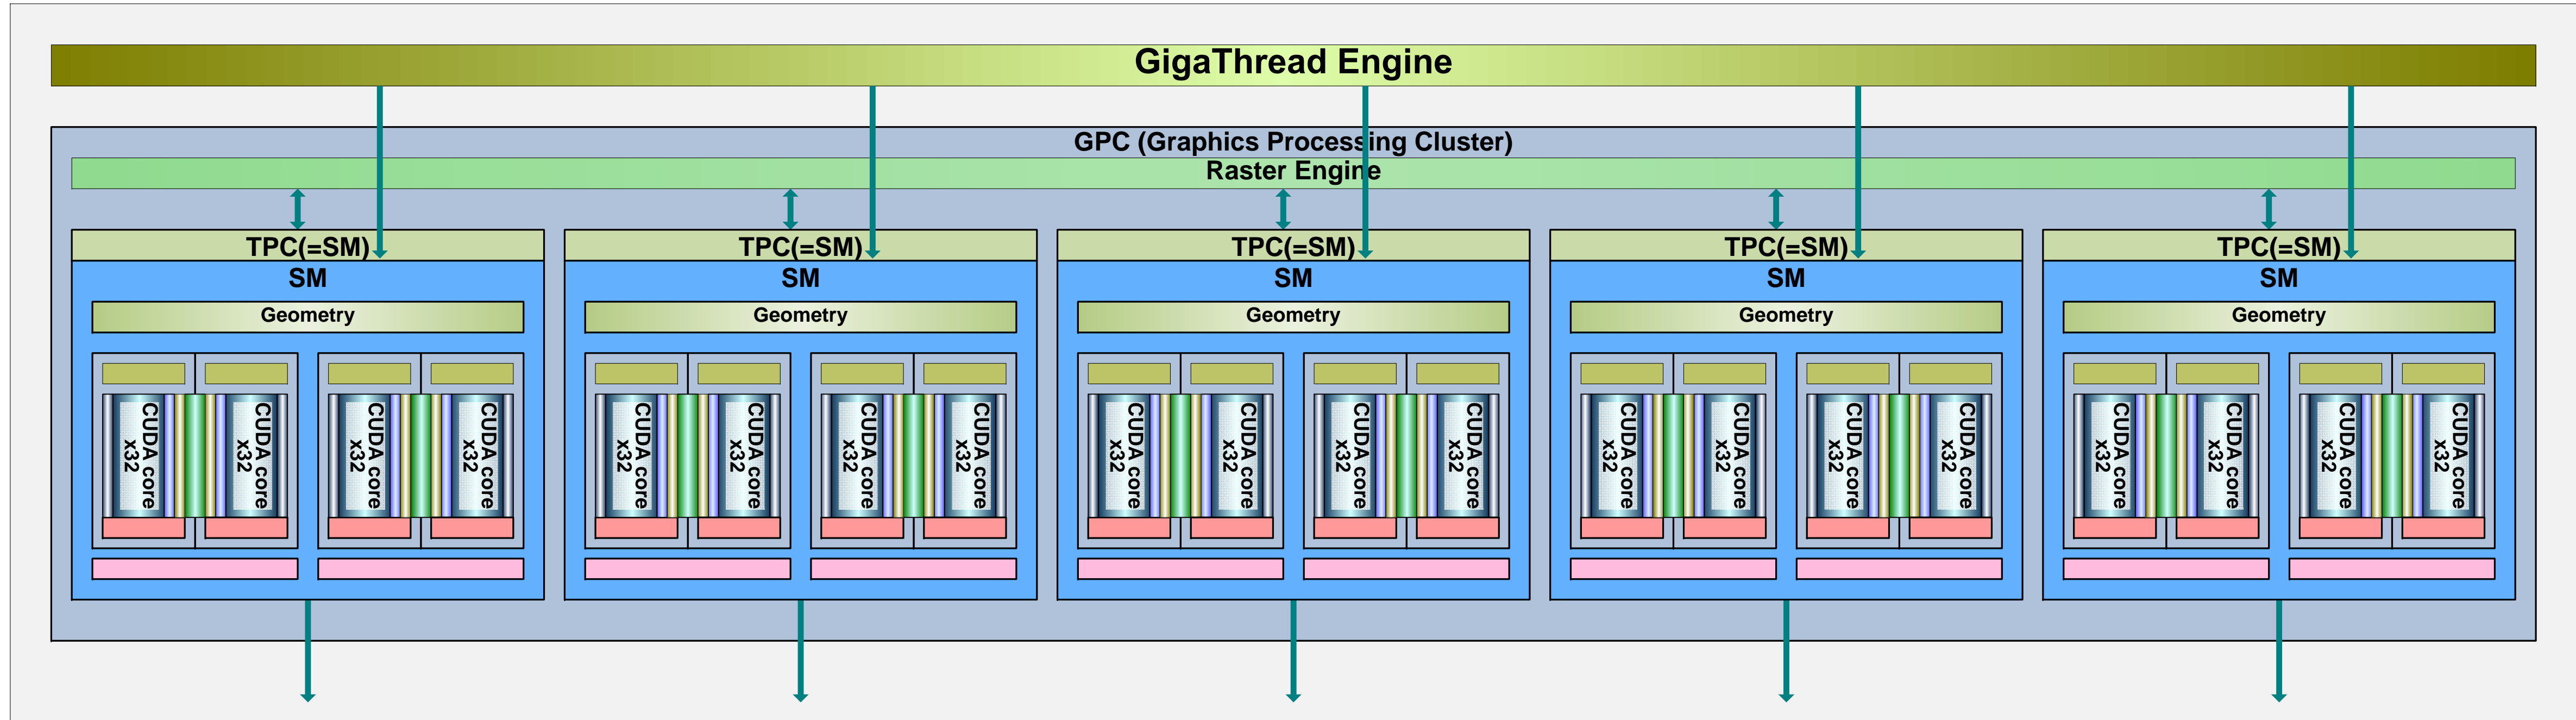 GigaThread Engine
GPC (Graphics Processing Cluster)
Raster Engine
TPC(=SM)
TPC(=SM)
TPC(=SM)
TPC(=SM)
TPC(=SM)
SM
SM
SM
SM
SM
Geometry
Geometry
Geometry
Geometry
Geometry
CUDA core
x32
CUDA core
x32
CUDA core
x32
CUDA core
x32
CUDA core
x32
CUDA core
x32
CUDA core
x32
CUDA core
x32
CUDA core
x32
CUDA core
x32
CUDA core
x32
CUDA core
x32
CUDA core
x32
CUDA core
x32
CUDA core
x32
CUDA core
x32
CUDA core
x32
CUDA core
x32
CUDA core
x32
CUDA core
x32